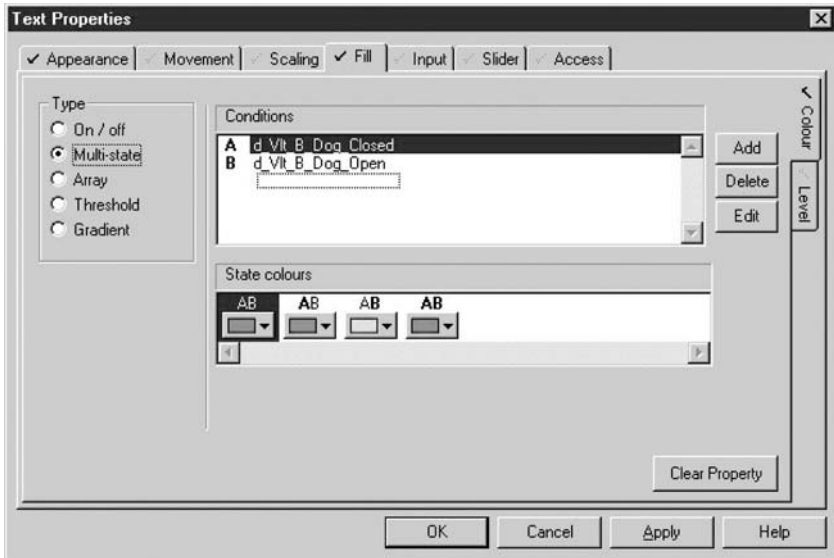 Text Properties
Appearance Movement Scaling Fill Input Slider Access
Type
On / off
Multi-state
Array
Threshold
Gradient
Conditions
A d_Vlt_B_Dog_Closed
B d_Vlt_B_Dog_Open
Add
Delete
Edit
Colour
Level
State colours
AB AB AB AB
Clear Property
OK Cancel Apply Help